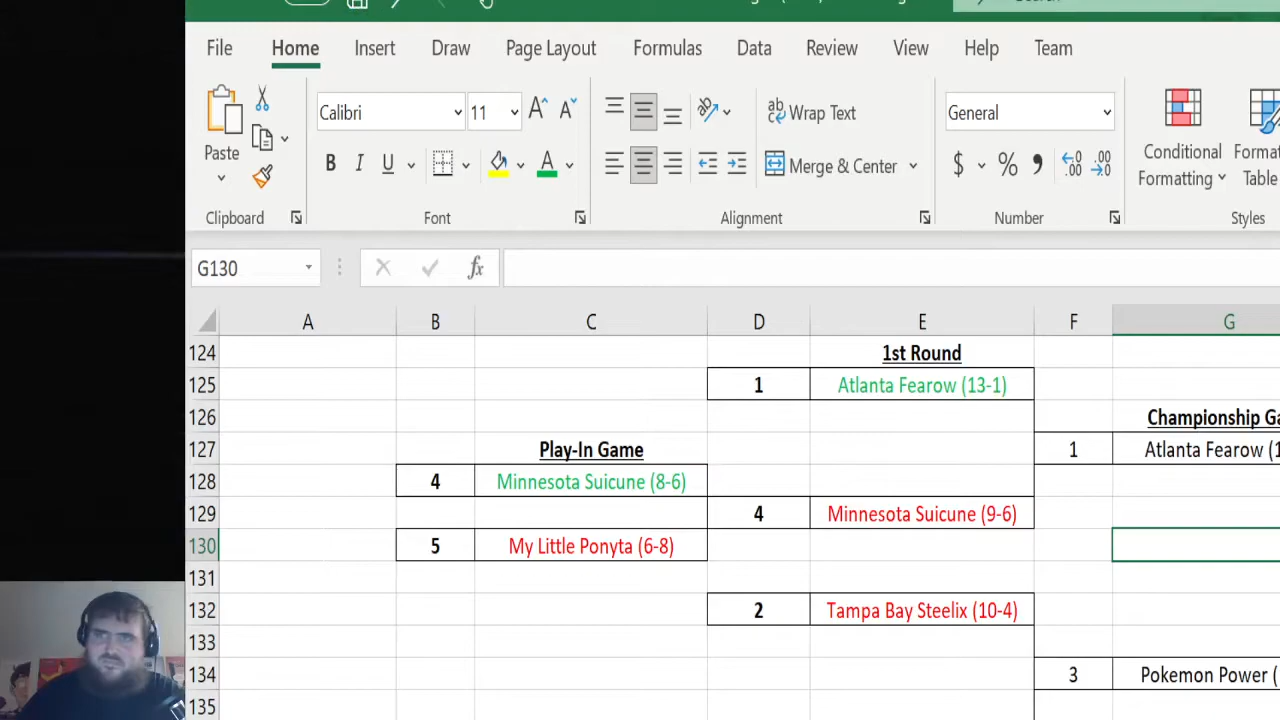 File Home Insert Draw Page Layout Formulas Data Review View Help Team
Calibri 11 Wrap Text General
Paste Merge & Center $ % Conditional
Formatting Table
Clipboard Font Alignment Number Styles
G130 fx
A B C D E F G
124 1st Round
125 1 Atlanta Fearow (13-1)
126 Championship
127 Play-In Game 1 Atlanta Fearow
128 4 Minnesota Suicune (8-6)
129 4 Minnesota Suicune (9-6)
130 5 My Little Ponyta (6-8)
131
132 2 Tampa Bay Steelix (10-4)
133
134 3 Pokemon Power (
135